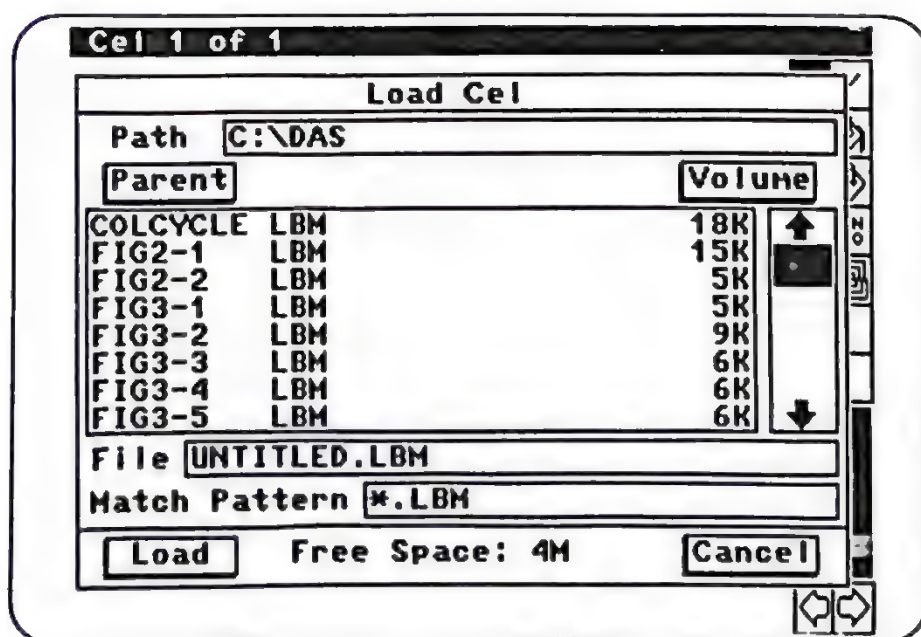 Cel 1 of 1
Load Cel
Path C:\DAS
Parent Volume
COLCYCLE LBM 18K
FIG2-1 LBM 15K
FIG2-2 LBM 5K
FIG3-1 LBM 5K
FIG3-2 LBM 9K
FIG3-3 LBM 6K
FIG3-4 LBM 6K
FIG3-5 LBM 6K
File UNTITLED.LBM
Match Pattern *.LBM
Load Free Space: 4M Cancel
NO